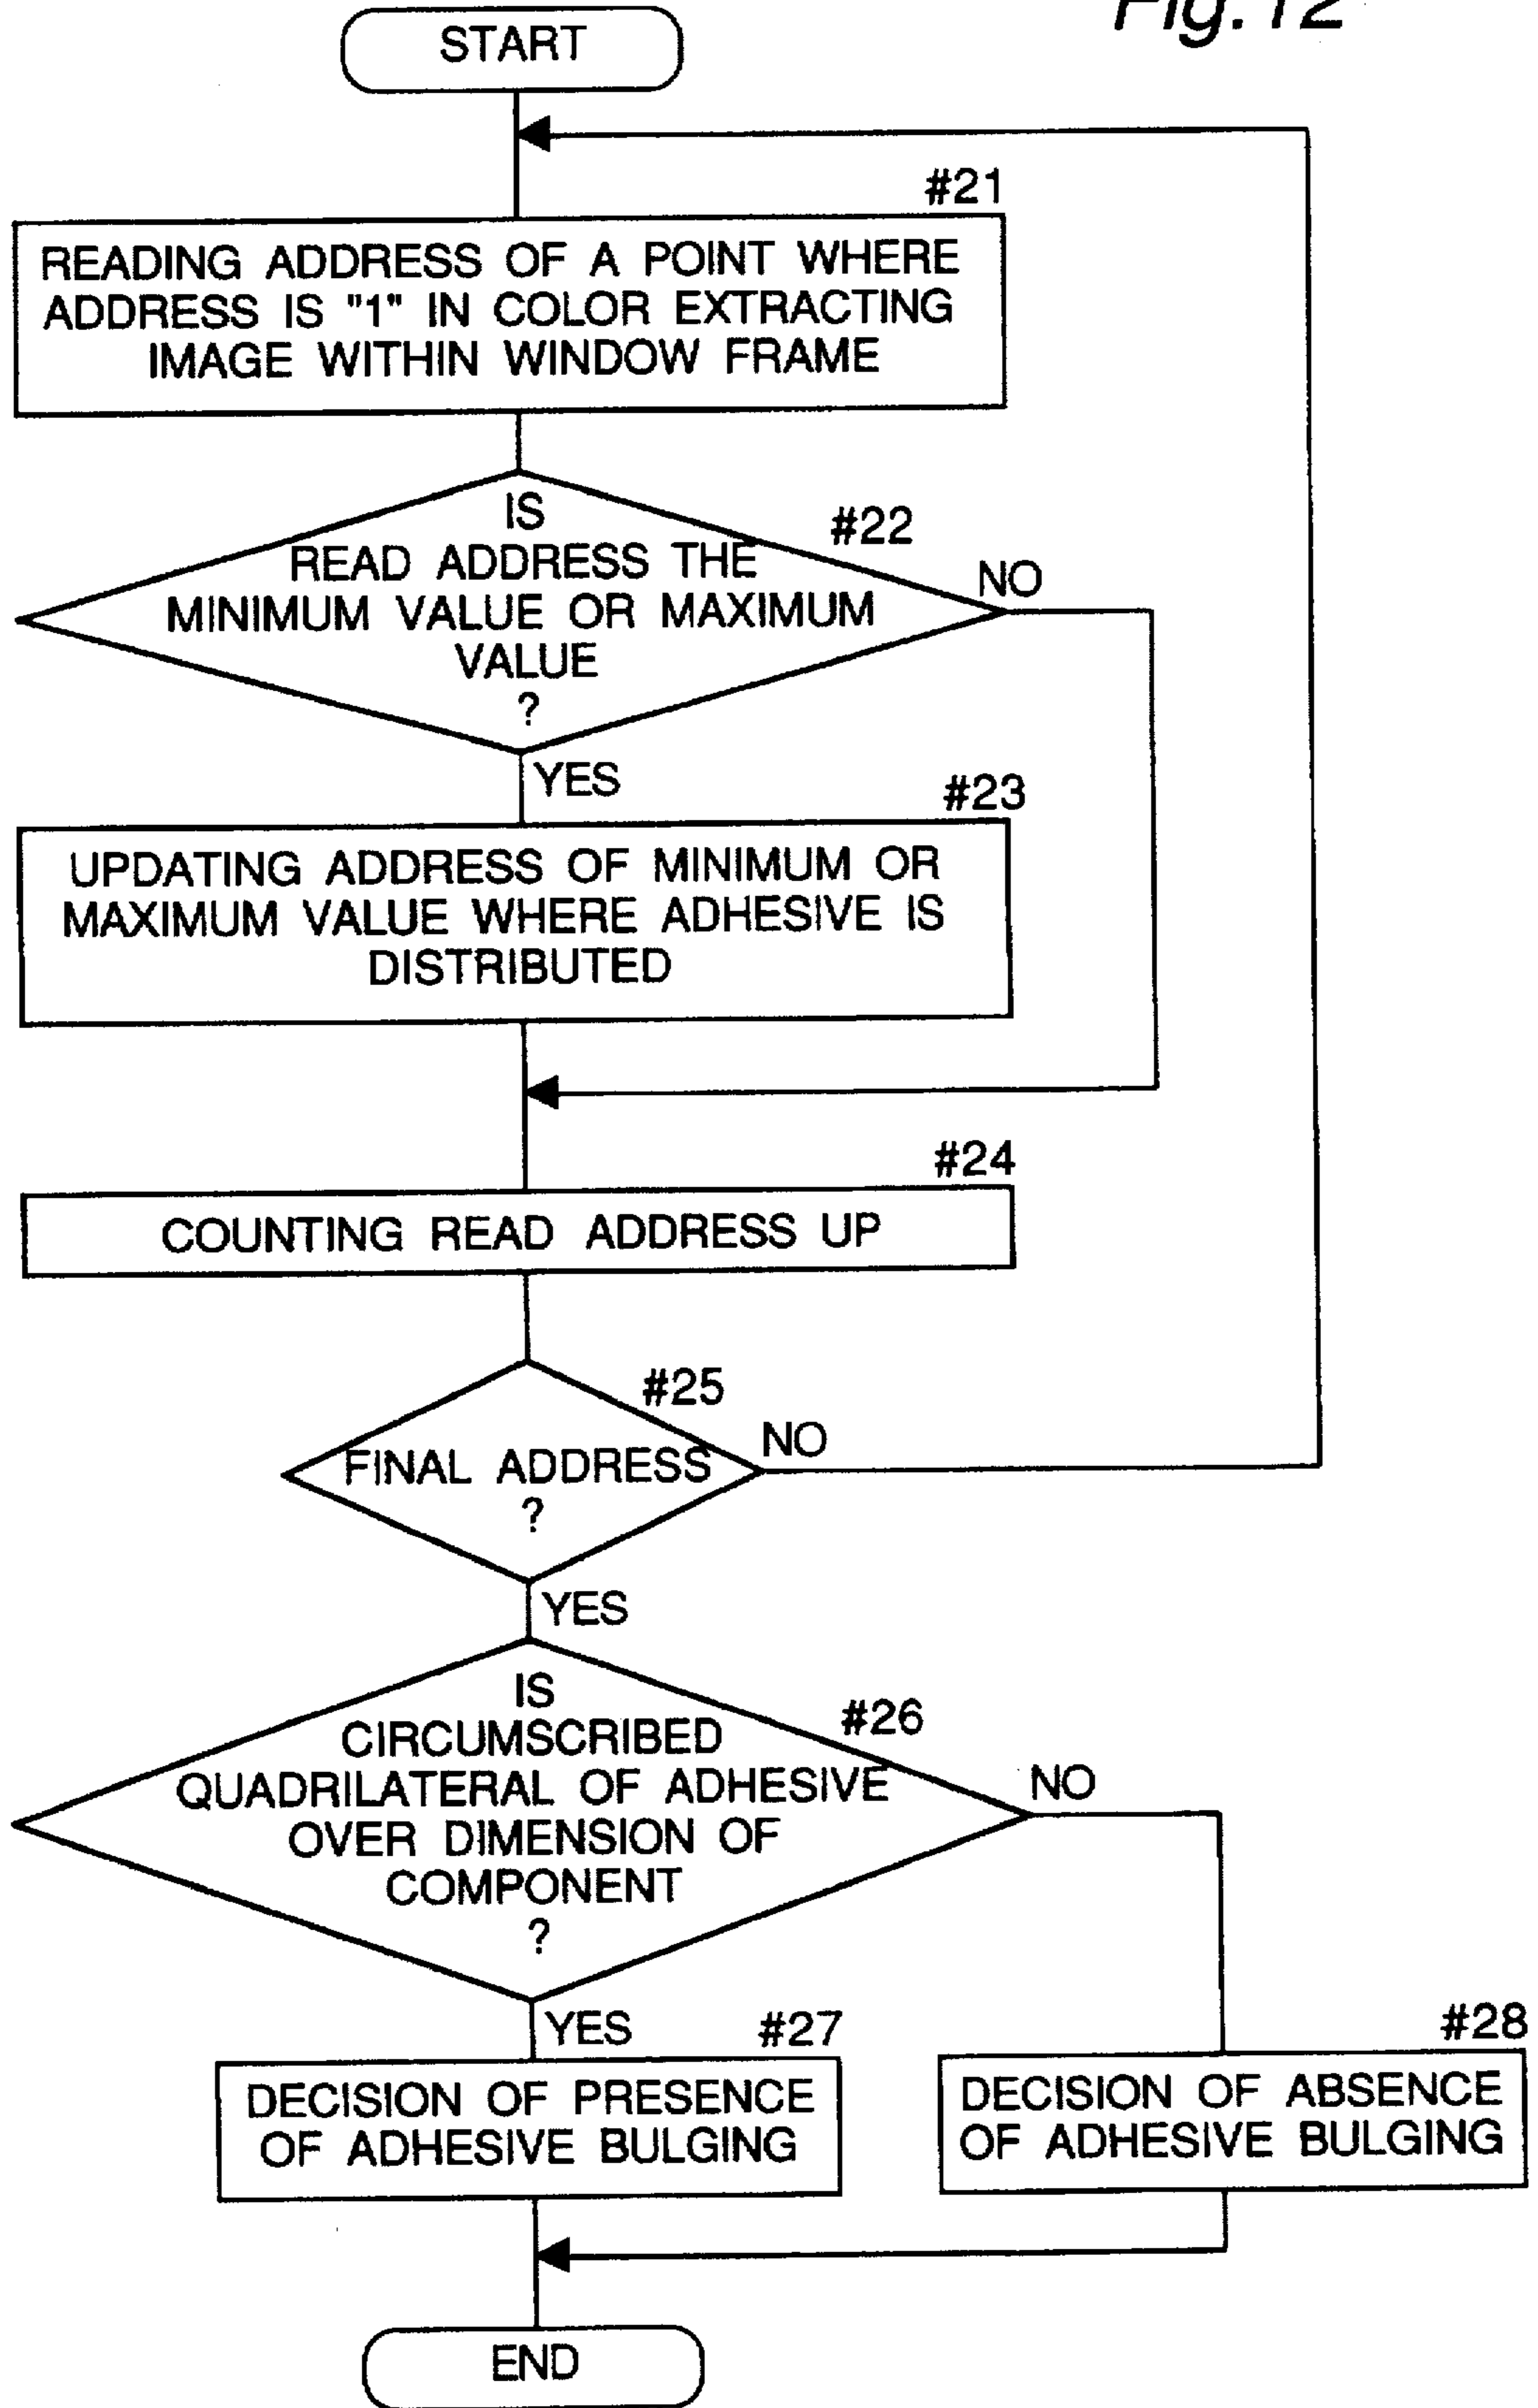 Fig. 12
START
#21
READING ADDRESS OF A POINT WHERE
ADDRESS IS "1" IN COLOR EXTRACTING
IMAGE WITHIN WINDOW FRAME
#22
IS
READ ADDRESS THE
MINIMUM VALUE OR MAXIMUM
VALUE
?
NO
YES
#23
UPDATING ADDRESS OF MINIMUM OR
MAXIMUM VALUE WHERE ADHESIVE IS
DISTRIBUTED
#24
COUNTING READ ADDRESS UP
#25
FINAL ADDRESS
?
NO
YES
#26
IS
CIRCUMSCRIBED
QUADRILATERAL OF ADHESIVE
OVER DIMENSION OF
COMPONENT
?
NO
YES
#27
DECISION OF PRESENCE
OF ADHESIVE BULGING
#28
DECISION OF ABSENCE
OF ADHESIVE BULGING
END